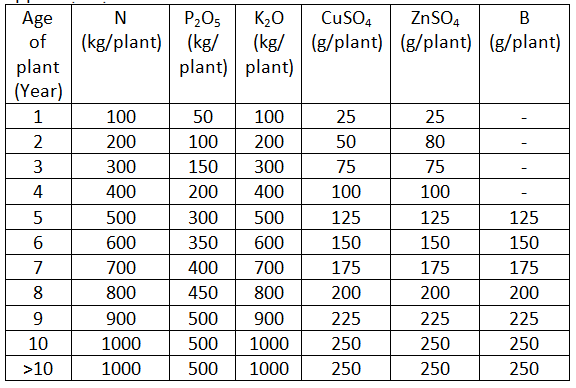 Age of plant (Year) N (kg/plant) P₂O₅ (kg/ plant) K₂O (kg/ plant) CuSO₄ (g/plant) ZnSO₄ (g/plant) B (g/plant)
1 100 50 100 25 25 -
2 200 100 200 50 80 -
3 300 150 300 75 75 -
4 400 200 400 100 100 -
5 500 300 500 125 125 125
6 600 350 600 150 150 150
7 700 400 700 175 175 175
8 800 450 800 200 200 200
9 900 500 900 225 225 225
10 1000 500 1000 250 250 250
>10 1000 500 1000 250 250 250